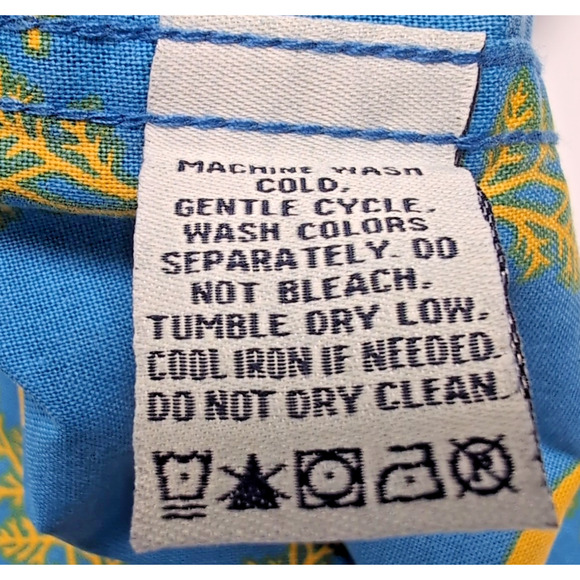 MACHINE WASH
COLD.
GENTLE CYCLE.
WASH COLORS
SEPARATELY. DO
NOT BLEACH.
TUMBLE DRY LOW.
COOL IRON IF NEEDED.
DO NOT DRY CLEAN.